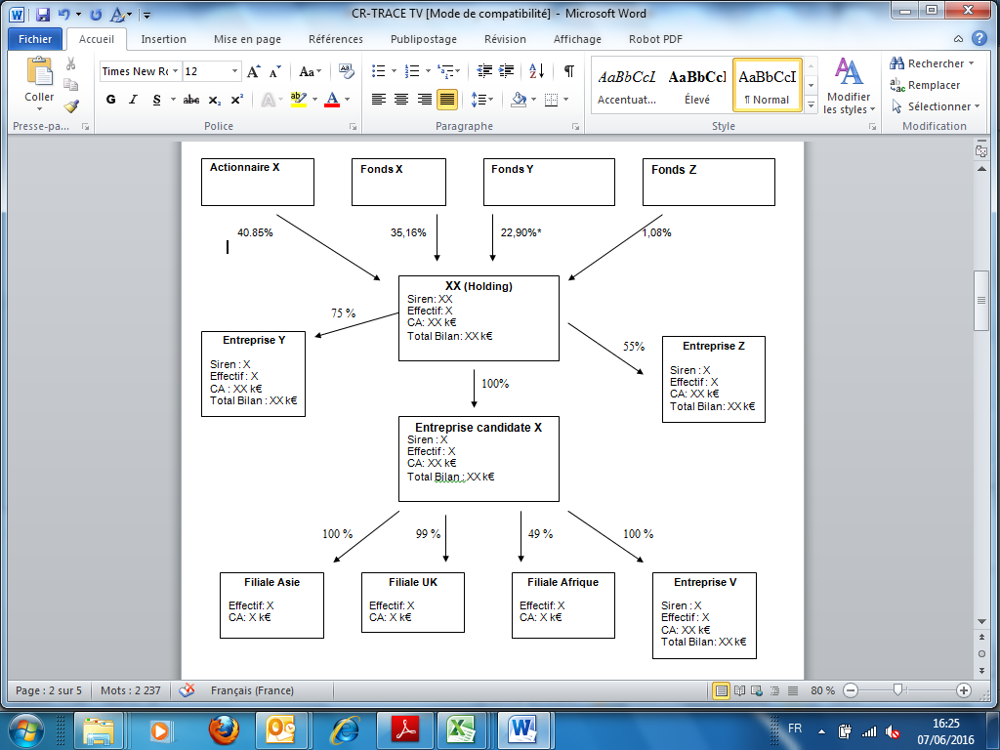 CR-TRACE TV [Mode de compatibilité] - Microsoft Word
Fichier Accueil Insertion Mise en page Références Publipostage Révision Affichage Robot PDF
Coller
Times New Ro 12
G I S abc x₂ x²
Aa
AaBbCcI AaBbCcl AaBbCcI
Accentuat... Élevé ¶ Normal
Modifier les styles
Rechercher
Remplacer
Sélectionner
Presse-pa... Police Paragraphe Style Modification
Actionnaire X
Fonds X
Fonds Y
Fonds Z
40.85%
35,16%
22,90%*
1,08%
XX (Holding)
Siren: XX
Effectif: X
CA: XX k€
Total Bilan: XX k€
75 %
55%
100%
Entreprise Y
Siren : X
Effectif : X
CA : XX k€
Total Bilan : XX k€
Entreprise Z
Siren : X
Effectif : X
CA: XX k€
Total Bilan: XX k€
Entreprise candidate X
Siren : X
Effectif : X
CA: XX k€
Total Bilan : XX k€
100 %
99 %
49 %
100 %
Filiale Asie
Effectif: X
CA: X k€
Filiale UK
Effectif: X
CA: X k€
Filiale Afrique
Effectif: X
CA: X k€
Entreprise V
Siren : X
Effectif : X
CA: XX k€
Total Bilan: XX k€
Page : 2 sur 5 Mots : 2 237 Français (France) 80 %
FR
16:25
07/06/2016